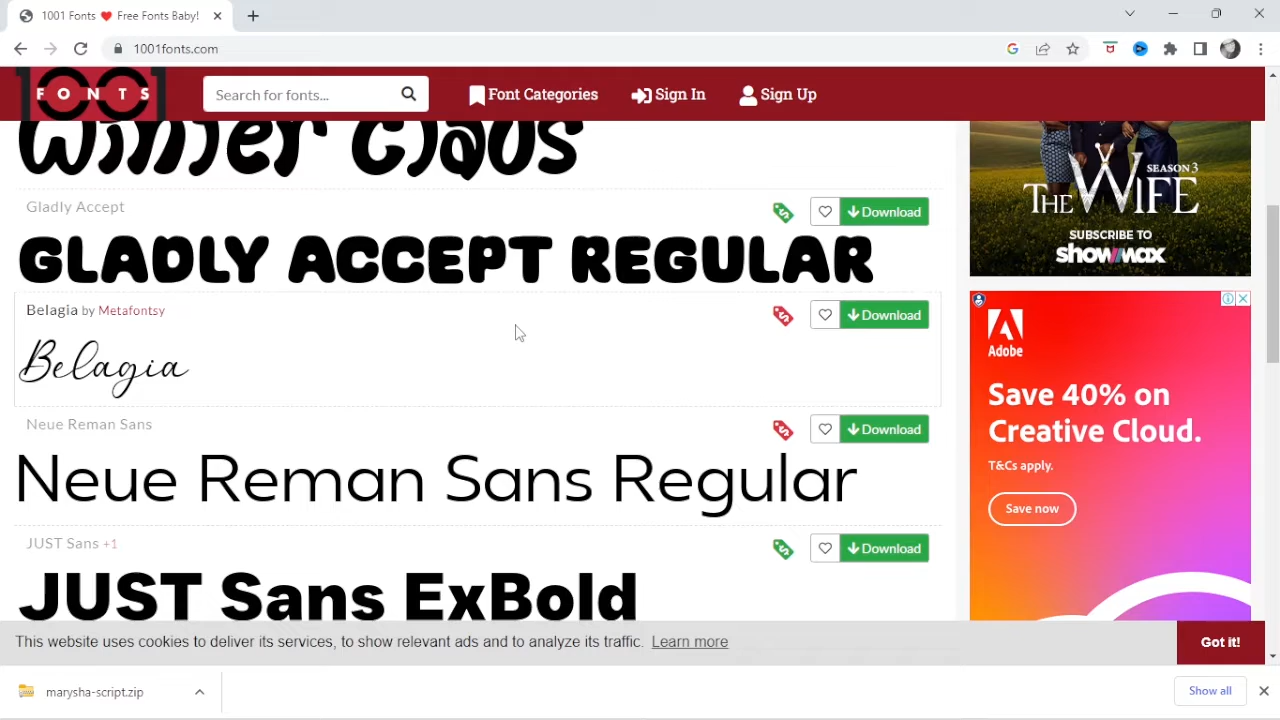 1001 Fonts ❤️ Free Fonts Baby!
1001fonts.com
1001 FONTS
Search for fonts...
Font Categories
Sign In
Sign Up
Winter Claus
Gladly Accept
Download
GLADLY ACCEPT REGULAR
Belagia by Metafontsy
Download
Belagia
Neue Reman Sans
Download
Neue Reman Sans Regular
JUST Sans +1
Download
JUST Sans ExBold
SEASON 3
THE WIFE
SUBSCRIBE TO
showmax
Adobe
Save 40% on
Creative Cloud.
T&Cs apply.
Save now
This website uses cookies to deliver its services, to show relevant ads and to analyze its traffic. Learn more
Got it!
marysha-script.zip
Show all